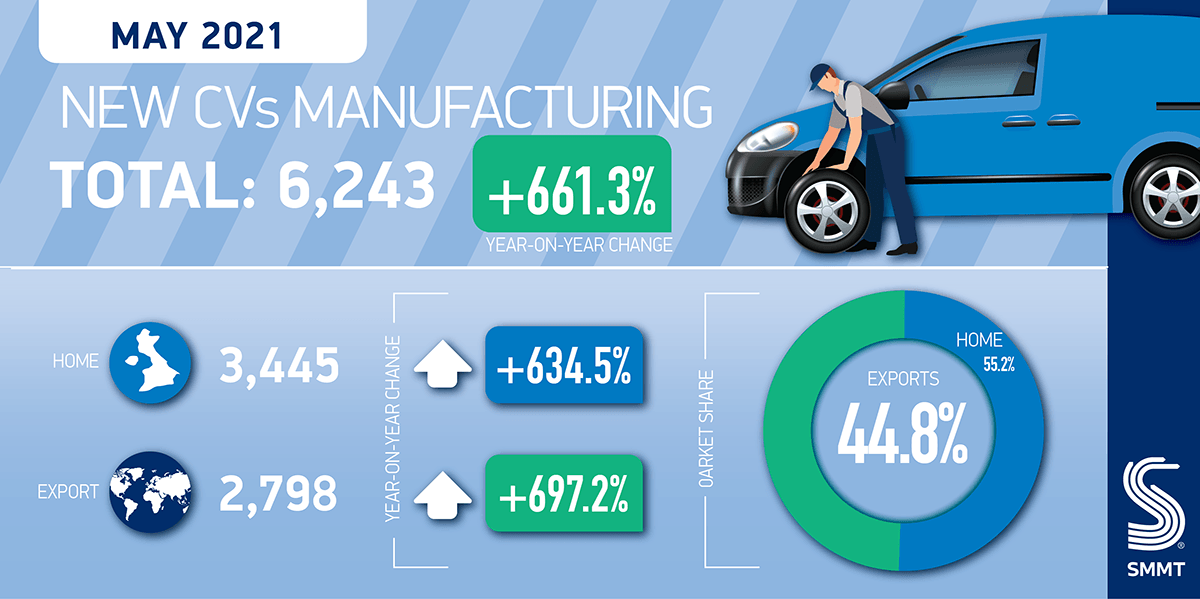 MAY 2021
NEW CVs MANUFACTURING
TOTAL: 6,243
+661.3%
YEAR-ON-YEAR CHANGE
HOME
3,445
YEAR-ON-YEAR CHANGE
+634.5%
EXPORT
2,798
+697.2%
0ARKET SHARE
HOME
55.2%
EXPORTS
44.8%
®
SMMT